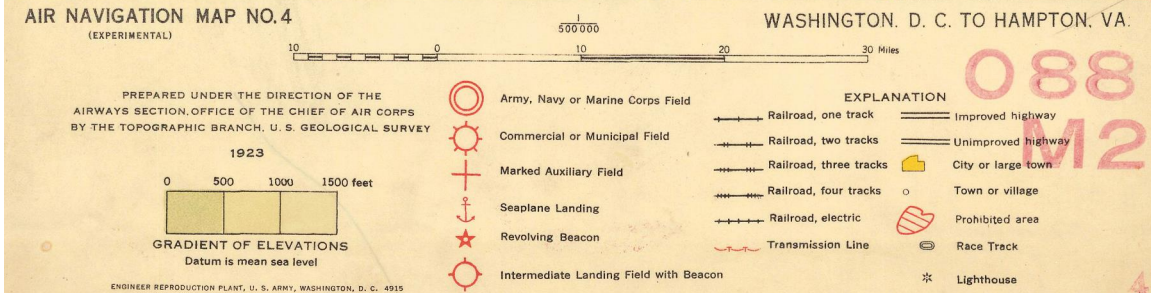 AIR NAVIGATION MAP NO. 4
(EXPERIMENTAL)
1
500 000
WASHINGTON. D. C. TO HAMPTON. VA.
10 0 10 20 30 Miles
O88
M2
PREPARED UNDER THE DIRECTION OF THE
AIRWAYS SECTION, OFFICE OF THE CHIEF OF AIR CORPS
BY THE TOPOGRAPHIC BRANCH, U. S. GEOLOGICAL SURVEY
1923
0 500 1000 1500 feet
GRADIENT OF ELEVATIONS
Datum is mean sea level
ENGINEER REPRODUCTION PLANT, U. S. ARMY, WASHINGTON, D. C. 4915
Army, Navy or Marine Corps Field
Commercial or Municipal Field
Marked Auxiliary Field
Seaplane Landing
Revolving Beacon
Intermediate Landing Field with Beacon
EXPLANATION
Railroad, one track
Railroad, two tracks
Railroad, three tracks
Railroad, four tracks
Railroad, electric
Transmission Line
Improved highway
Unimproved highway
City or large town
Town or village
Prohibited area
Race Track
Lighthouse